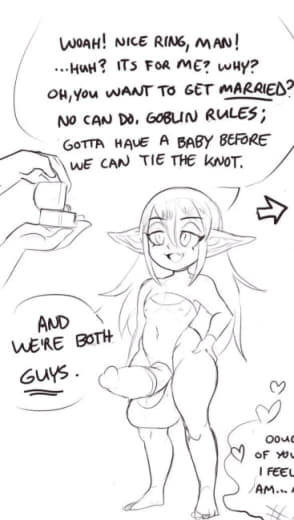 WOAH! NICE RING, MAN!
...HUH? ITS FOR ME? WHY?
OH, YOU WANT TO GET MARRIED?
NO CAN DO. GOBLIN RULES;
GOTTA HAVE A BABY BEFORE
WE CAN TIE THE KNOT.
AND
WE'RE BOTH
GUYS.
OF
I FEEL
AM...